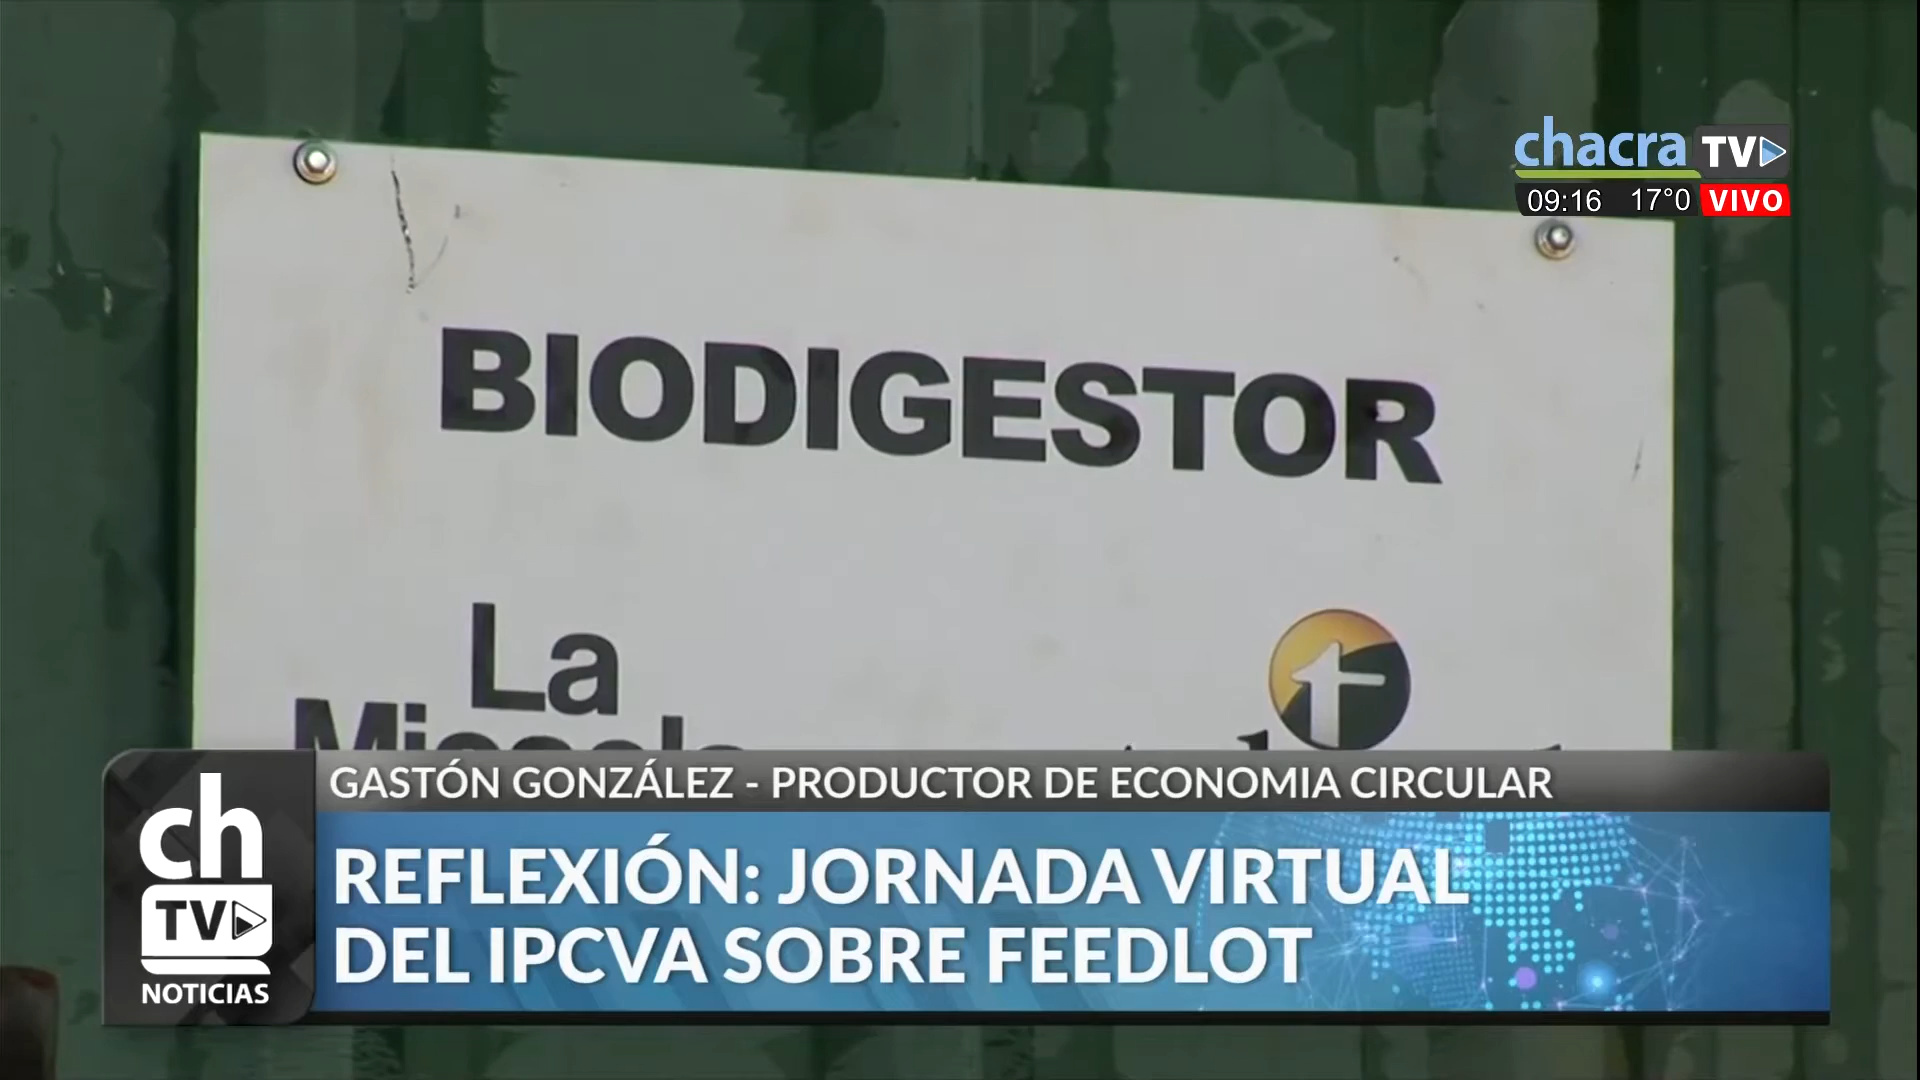 chacra TV
09:16 17°0 VIVO
BIODIGESTOR
La
GASTÓN GONZÁLEZ - PRODUCTOR DE ECONOMIA CIRCULAR
REFLEXIÓN: JORNADA VIRTUAL
DEL IPCVA SOBRE FEEDLOT
ch
TV
NOTICIAS